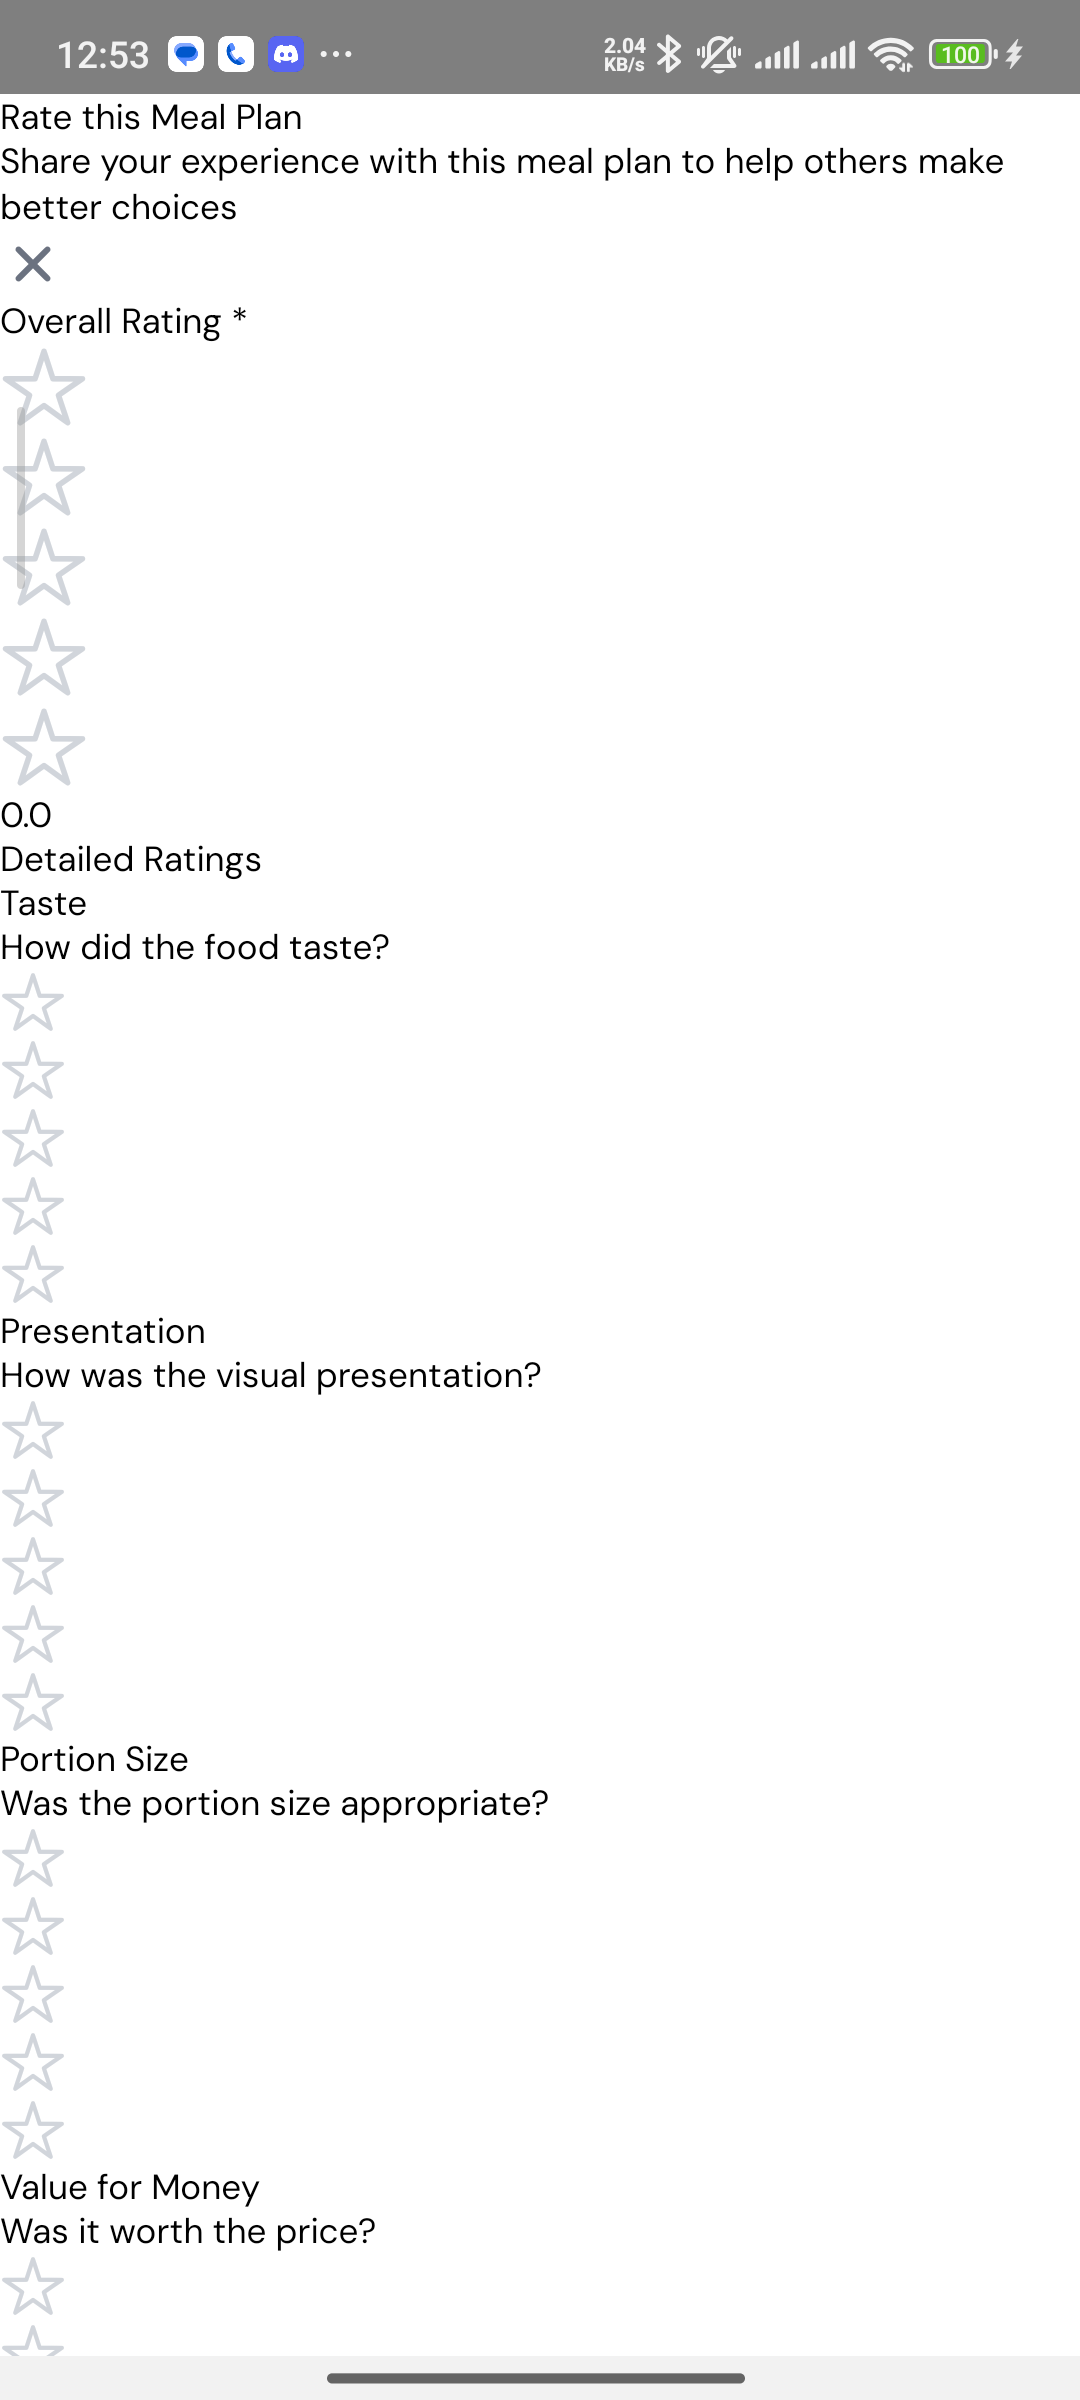 12:53
2.04
KB/s
100
Rate this Meal Plan
Share your experience with this meal plan to help others make
better choices
Overall Rating *
0.0
Detailed Ratings
Taste
How did the food taste?
Presentation
How was the visual presentation?
Portion Size
Was the portion size appropriate?
Value for Money
Was it worth the price?